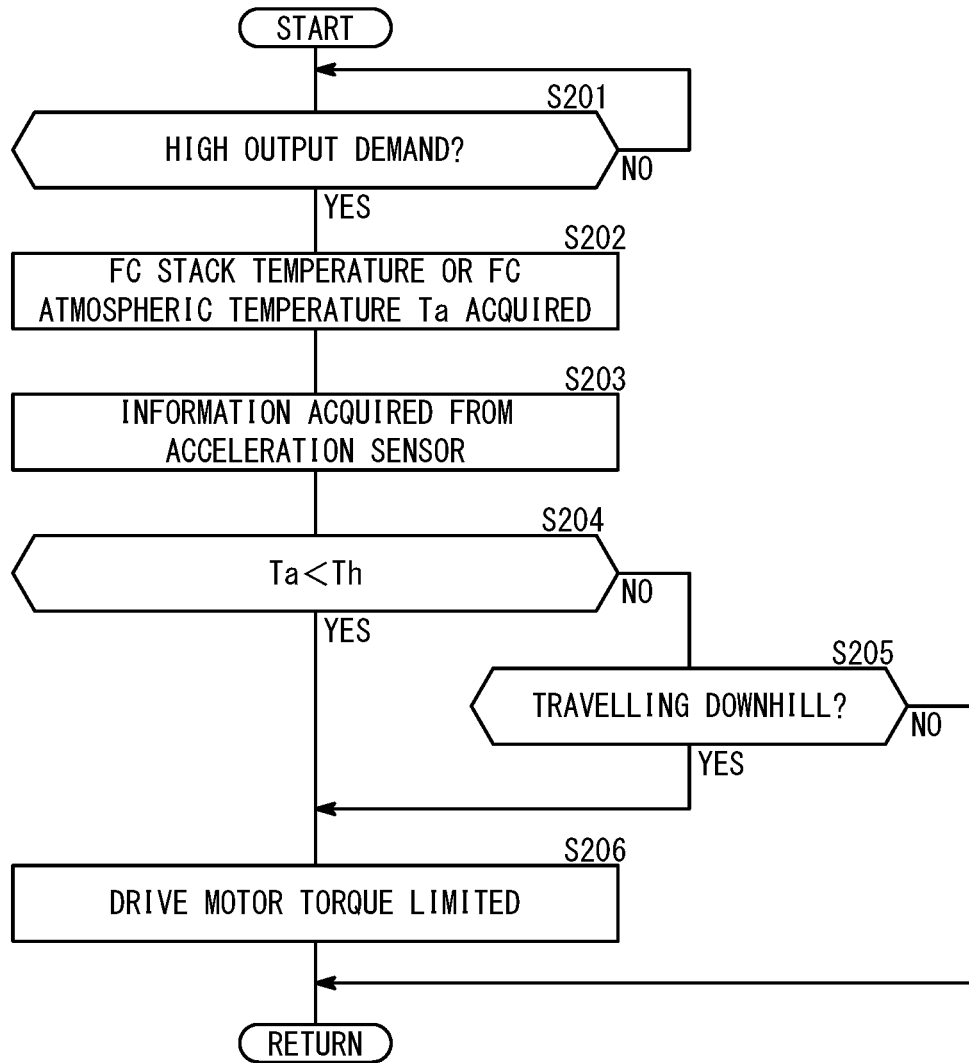 START
S201
HIGH OUTPUT DEMAND?
NO
YES
S202
FC STACK TEMPERATURE OR FC
ATMOSPHERIC TEMPERATURE Ta ACQUIRED
S203
INFORMATION ACQUIRED FROM
ACCELERATION SENSOR
S204
Ta<Th
NO
YES
S205
TRAVELLING DOWNHILL?
NO
YES
S206
DRIVE MOTOR TORQUE LIMITED
RETURN